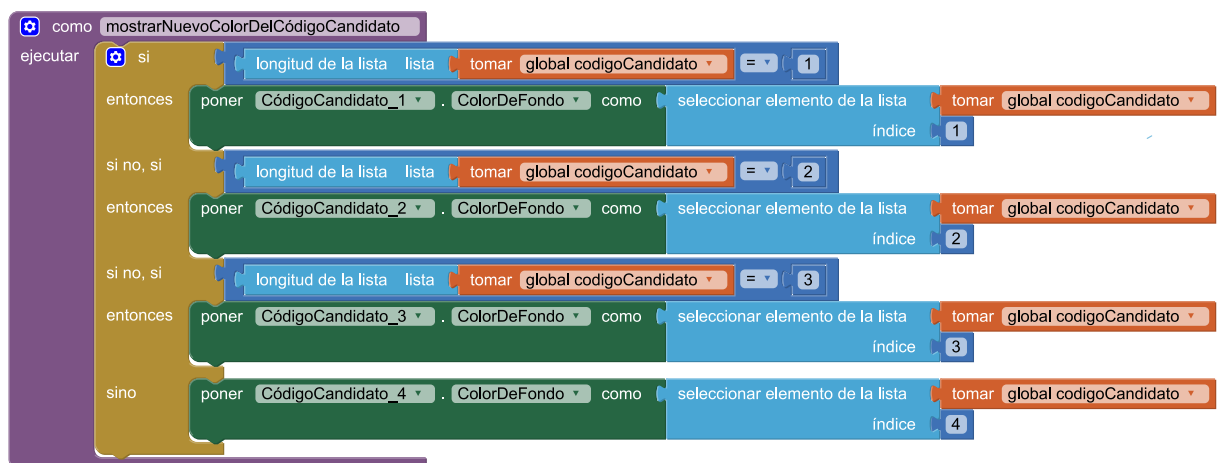 como mostrarNuevoColorDelCódigoCandidato
ejecutar si longitud de la lista lista tomar global codigoCandidato = 1
entonces poner CódigoCandidato_1 . ColorDeFondo como seleccionar elemento de la lista tomar global codigoCandidato
índice 1
si no, si longitud de la lista lista tomar global codigoCandidato = 2
entonces poner CódigoCandidato_2 . ColorDeFondo como seleccionar elemento de la lista tomar global codigoCandidato
índice 2
si no, si longitud de la lista lista tomar global codigoCandidato = 3
entonces poner CódigoCandidato_3 . ColorDeFondo como seleccionar elemento de la lista tomar global codigoCandidato
índice 3
sino poner CódigoCandidato_4 . ColorDeFondo como seleccionar elemento de la lista tomar global codigoCandidato
índice 4